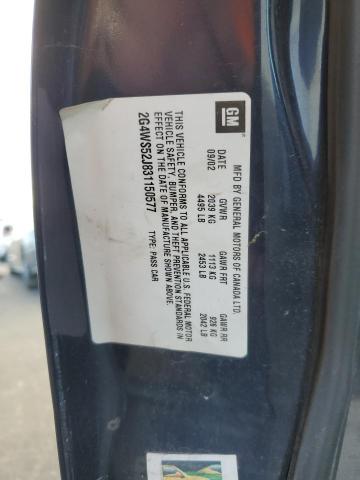 GM
MFD BY GENERAL MOTORS OF CANADA LTD.
DATE GVWR GAWR FRT GAWR RR
09/02 2039 KG 1113 KG 926 KG
4495 LB 2453 LB 2042 LB
THIS VEHICLE CONFORMS TO ALL APPLICABLE U.S. FEDERAL MOTOR
VEHICLE SAFETY, BUMPER, AND THEFT PREVENTION STANDARDS IN
EFFECT ON THE DATE OF MANUFACTURE SHOWN ABOVE.
2G4WS52J831150577 TYPE: PASS CAR